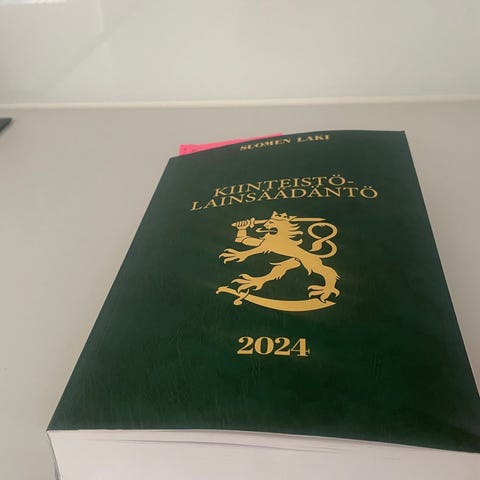 SUOMEN LAKI
KIINTEISTÖ-
LAINSÄÄDÄNTÖ
2024